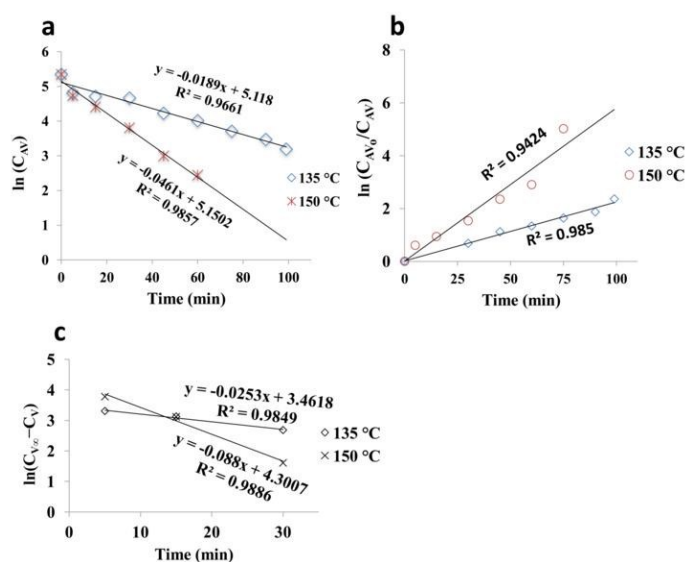 a
ln (C_AV)
6
5
4
3
2
1
0
y = -0.0189x + 5.118
R² = 0.9661
y = -0.0461x + 5.1502
R² = 0.9857
135 °C
150 °C
0 20 40 60 80 100
Time (min)
b
ln (C_AV₀/C_AV)
8
6
4
2
0
R² = 0.9424
R² = 0.985
135 °C
150 °C
0 25 50 75 100
Time (min)
c
ln(C_V∞−C_V)
5
4
3
2
1
0
y = -0.0253x + 3.4618
R² = 0.9849
y = -0.088x + 4.3007
R² = 0.9886
135 °C
150 °C
0 10 20 30
Time (min)